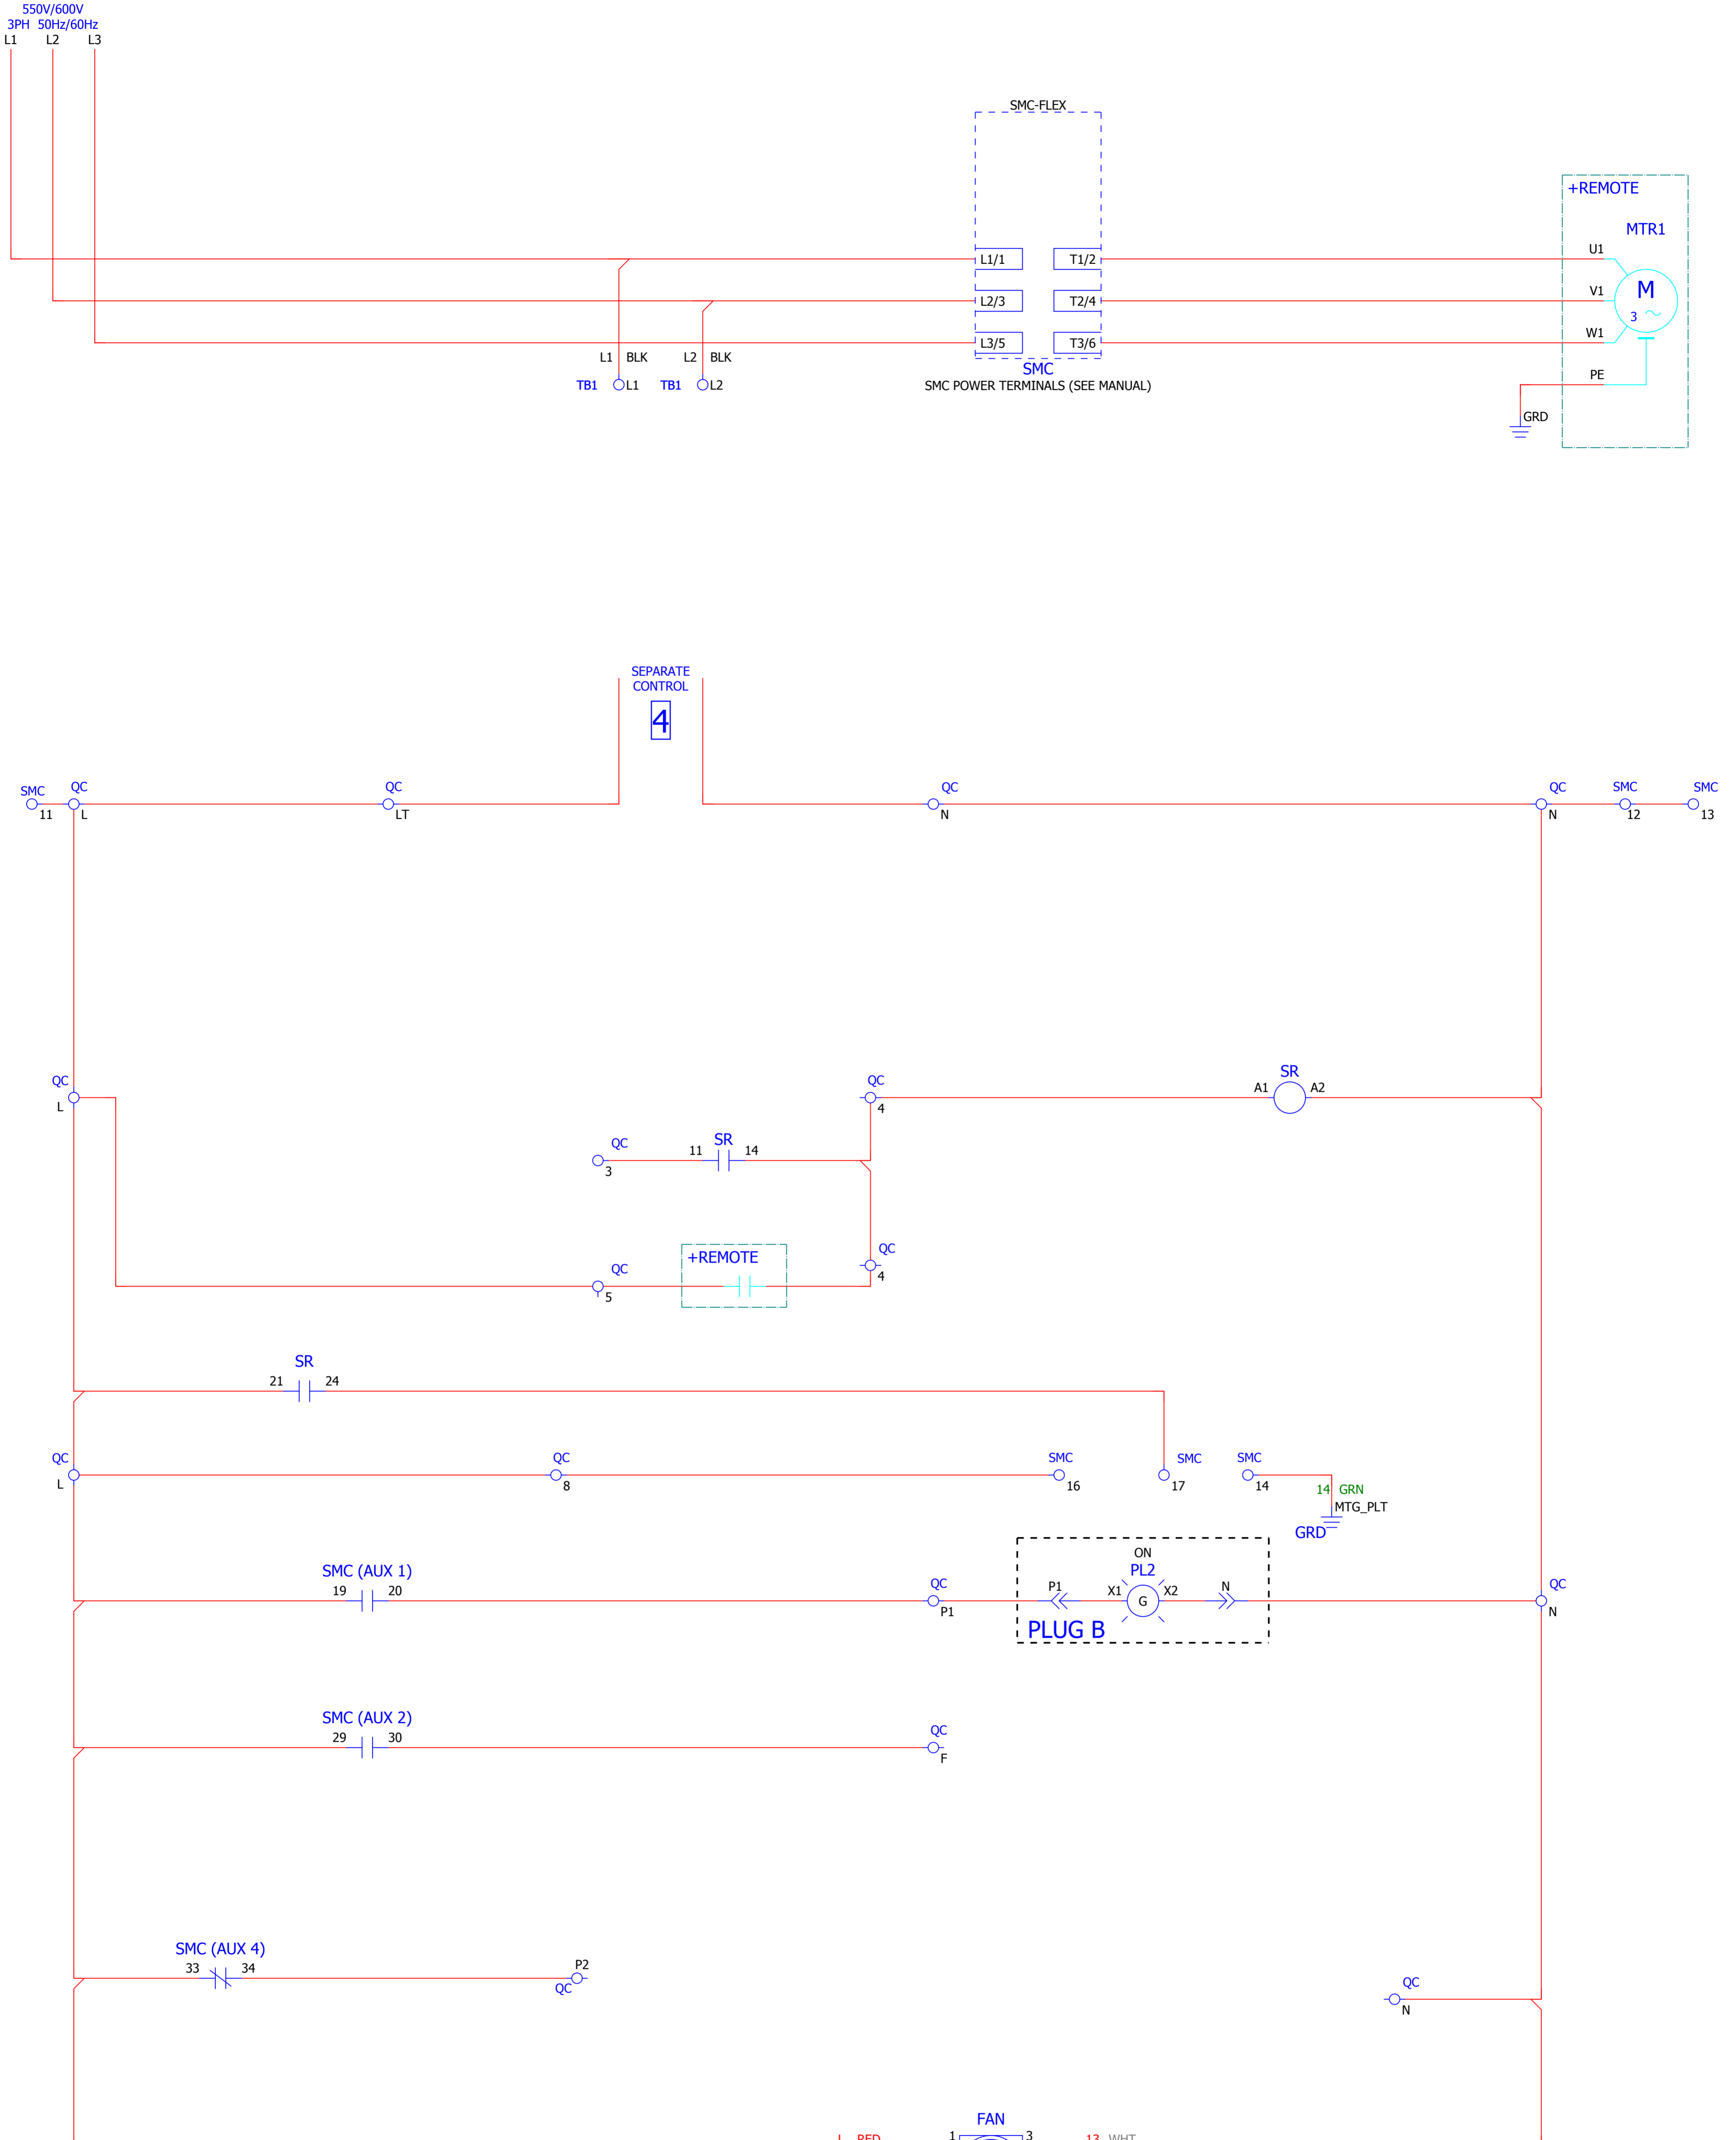 550V/600V
3PH 50Hz/60Hz
L1 L2 L3
SMC-FLEX
+REMOTE
MTR1
L1/1 T1/2 U1
L2/3 T2/4 V1 M
3
L3/5 T3/6 W1
L1 BLK L2 BLK
SMC
TB1 L1 TB1 L2
SMC POWER TERMINALS (SEE MANUAL)
PE
GRD
SEPARATE
CONTROL
4
SMC QC QC QC QC SMC SMC
11 L LT N N 12 13
QC QC SR
A1 A2
L 4
QC 11 SR 14
3
QC
+REMOTE
QC
4
5
SR
21 24
QC QC SMC SMC SMC
L 8 16 17 14
14 GRN
MTG_PLT
GRD
ON
SMC (AUX 1) PL2
19 20 QC P1 X1 X2 N QC
G
P1 N
PLUG B
SMC (AUX 2)
29 30 QC
F
SMC (AUX 4)
33 34 P2
QC
QC
N
FAN
L RED 1 3 13 WHT